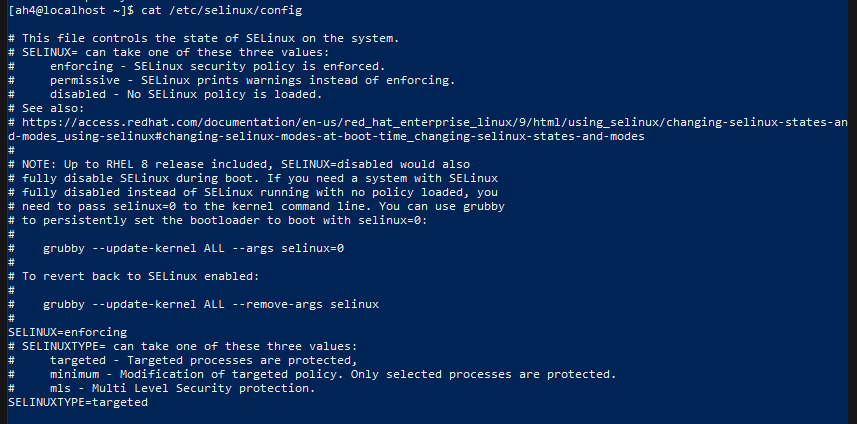 [ah4@localhost ~]$ cat /etc/selinux/config

# This file controls the state of SELinux on the system.
# SELINUX= can take one of these three values:
#     enforcing - SELinux security policy is enforced.
#     permissive - SELinux prints warnings instead of enforcing.
#     disabled - No SELinux policy is loaded.
# See also:
# https://access.redhat.com/documentation/en-us/red_hat_enterprise_linux/9/html/using_selinux/changing-selinux-states-an
d-modes_using-selinux#changing-selinux-modes-at-boot-time_changing-selinux-states-and-modes
#
# NOTE: Up to RHEL 8 release included, SELINUX=disabled would also
# fully disable SELinux during boot. If you need a system with SELinux
# fully disabled instead of SELinux running with no policy loaded, you
# need to pass selinux=0 to the kernel command line. You can use grubby
# to persistently set the bootloader to boot with selinux=0:
#
#    grubby --update-kernel ALL --args selinux=0
#
# To revert back to SELinux enabled:
#
#    grubby --update-kernel ALL --remove-args selinux
#
SELINUX=enforcing
# SELINUXTYPE= can take one of these three values:
#     targeted - Targeted processes are protected,
#     minimum - Modification of targeted policy. Only selected processes are protected.
#     mls - Multi Level Security protection.
SELINUXTYPE=targeted